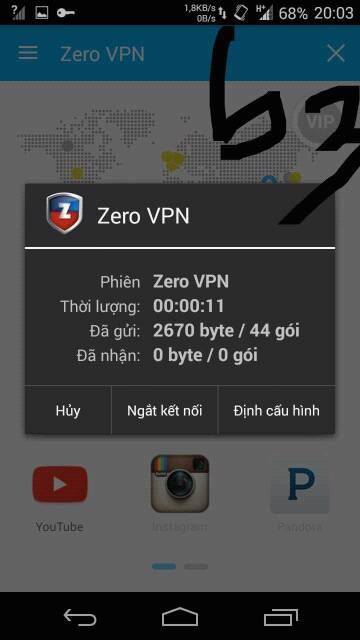 1,8KB/s
0B/s
H+
68% 20:03
Zero VPN
VIP
Z
Zero VPN
Phiên Zero VPN
Thời lượng: 00:00:11
Đã gửi: 2670 byte / 44 gói
Đã nhận: 0 byte / 0 gói
Hủy Ngắt kết nối Định cấu hình
YouTube Instagram Pandora